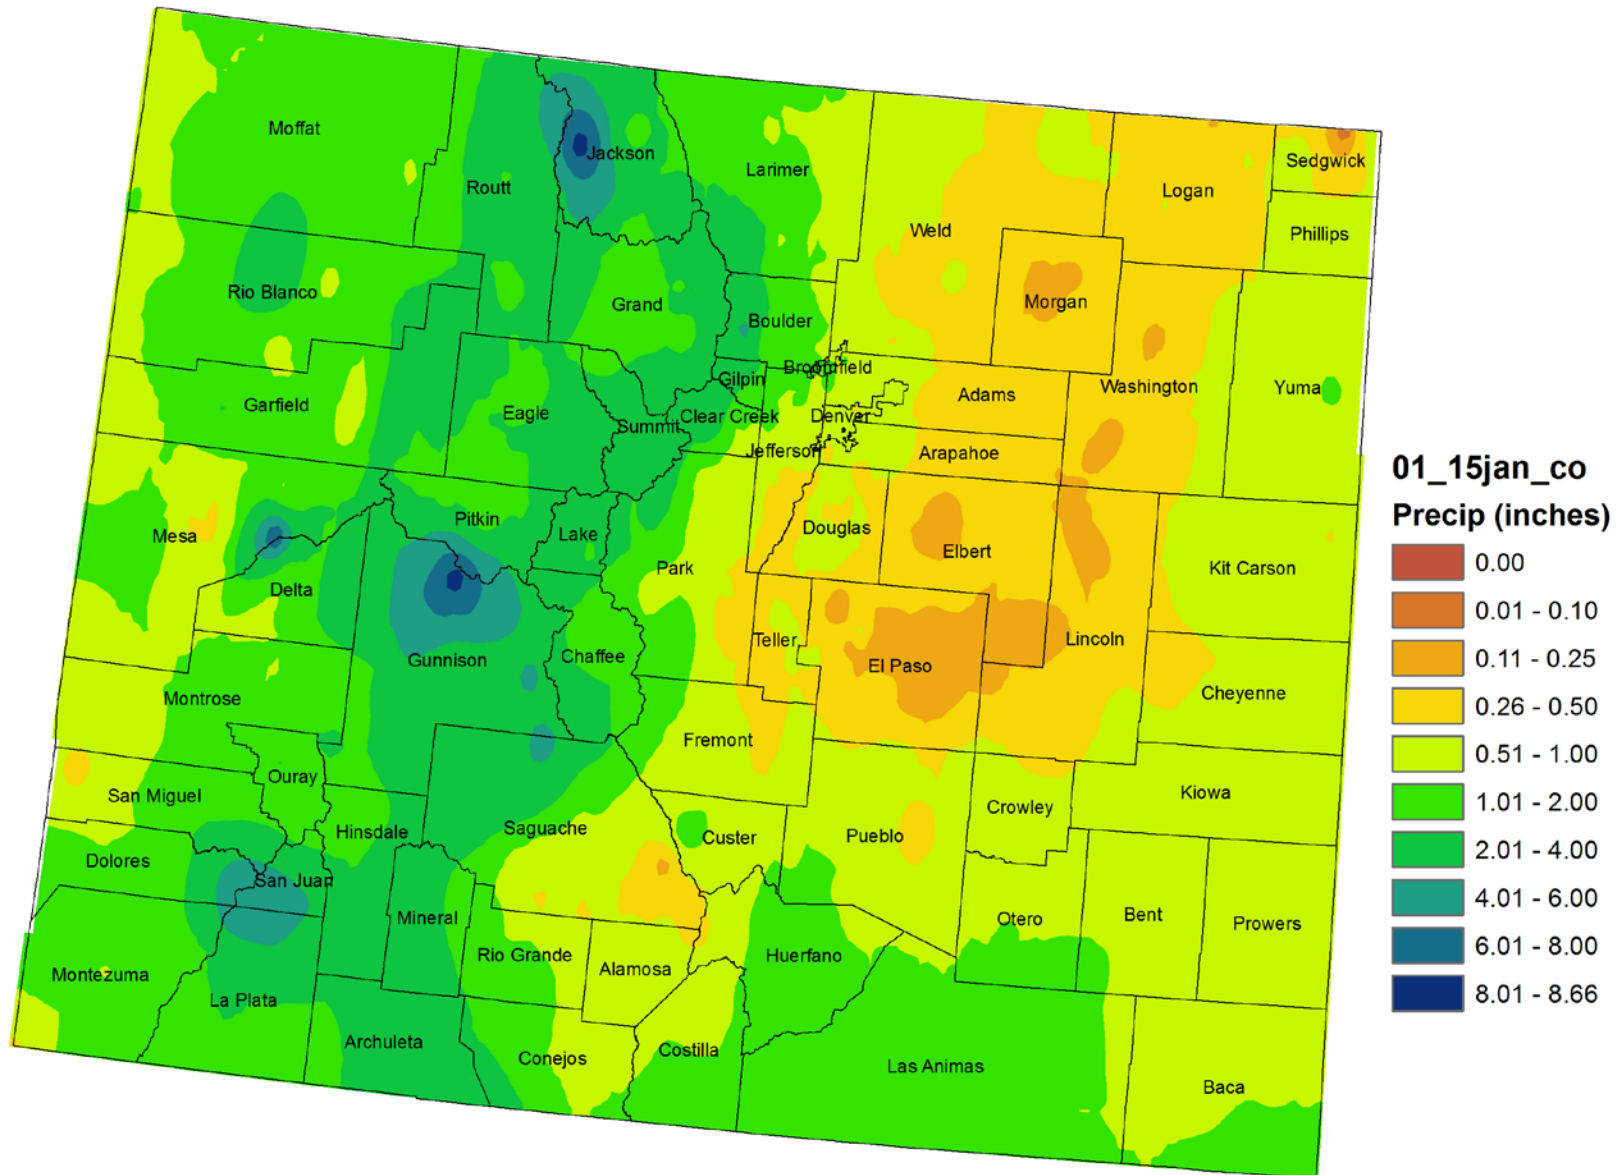 Moffat
Jackson
Routt
Larimer
Sedgwick
Logan
Weld
Phillips
Rio Blanco
Grand
Morgan
Boulder
Broomfield
Gilpin
Garfield
Eagle
Adams
Washington
Yuma
Summit
Clear Creek
Denver
Jefferson
Arapahoe
Mesa
Pitkin
Lake
Douglas
Elbert
Park
Kit Carson
Delta
Teller
Lincoln
Gunnison
Chaffee
El Paso
Montrose
Cheyenne
Fremont
Ouray
San Miguel
Kiowa
Hinsdale
Saguache
Custer
Pueblo
Crowley
Dolores
San Juan
Mineral
Otero
Bent
Prowers
Rio Grande
Alamosa
Huerfano
Montezuma
La Plata
Archuleta
Conejos
Costilla
Las Animas
Baca
01_15jan_co
Precip (inches)
0.00
0.01 - 0.10
0.11 - 0.25
0.26 - 0.50
0.51 - 1.00
1.01 - 2.00
2.01 - 4.00
4.01 - 6.00
6.01 - 8.00
8.01 - 8.66